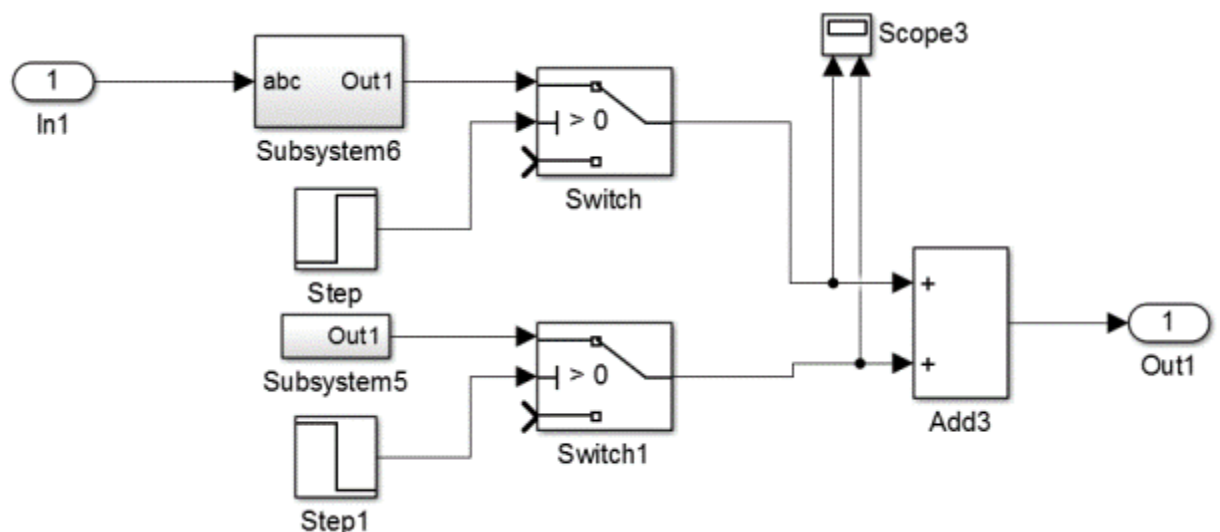 Scope3
1
In1
abc
Out1
Subsystem6
> 0
Switch
Step
Out1
Subsystem5
> 0
Switch1
Step1
+
+
Add3
1
Out1